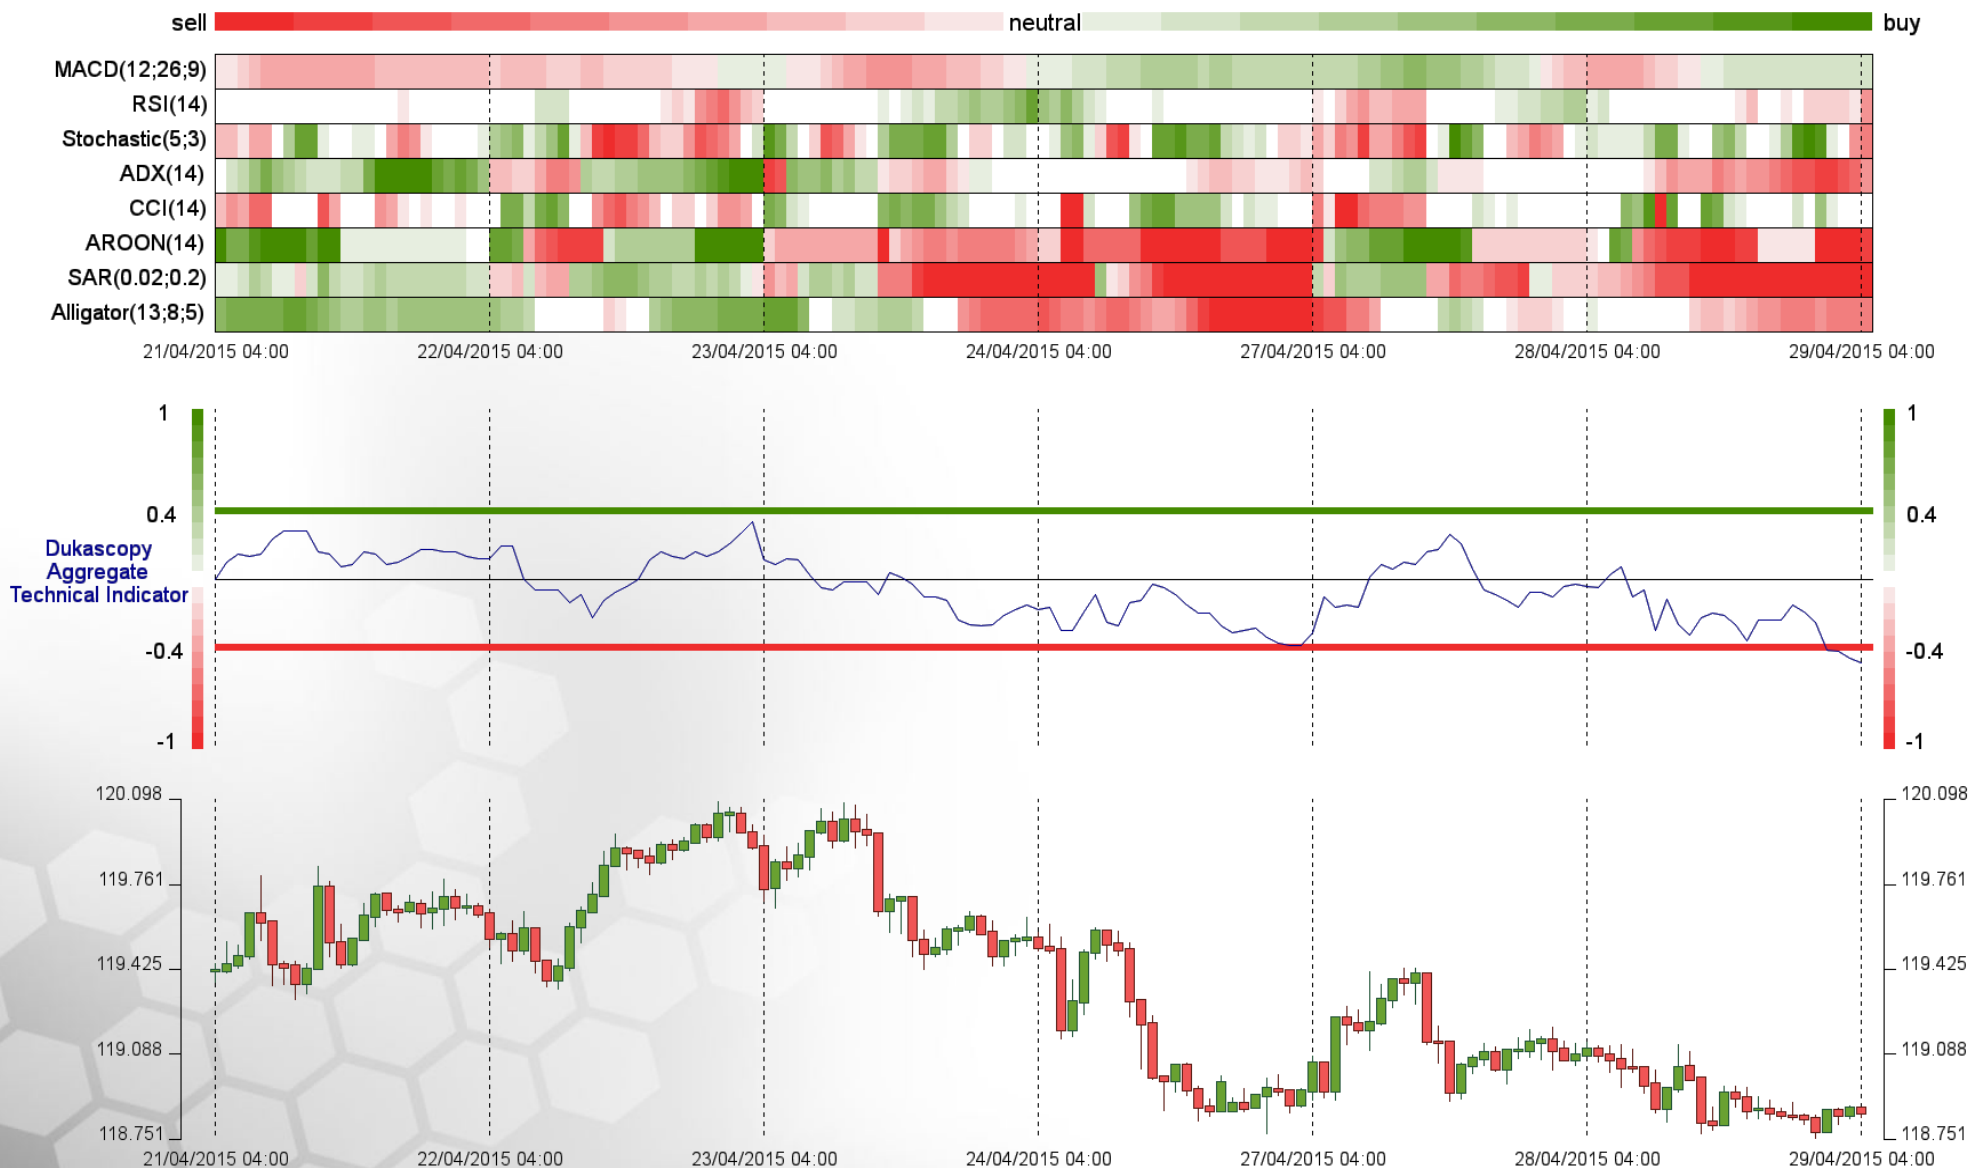 sell neutral buy
MACD(12;26;9)
RSI(14)
Stochastic(5;3)
ADX(14)
CCI(14)
AROON(14)
SAR(0.02;0.2)
Alligator(13;8;5)
21/04/2015 04:00 22/04/2015 04:00 23/04/2015 04:00 24/04/2015 04:00 27/04/2015 04:00 28/04/2015 04:00 29/04/2015 04:00
1 1
0.4 0.4
Dukascopy
Aggregate
Technical Indicator
-0.4 -0.4
-1 -1
120.098 120.098
119.761 119.761
119.425 119.425
119.088 119.088
118.751 118.751
21/04/2015 04:00 22/04/2015 04:00 23/04/2015 04:00 24/04/2015 04:00 27/04/2015 04:00 28/04/2015 04:00 29/04/2015 04:00